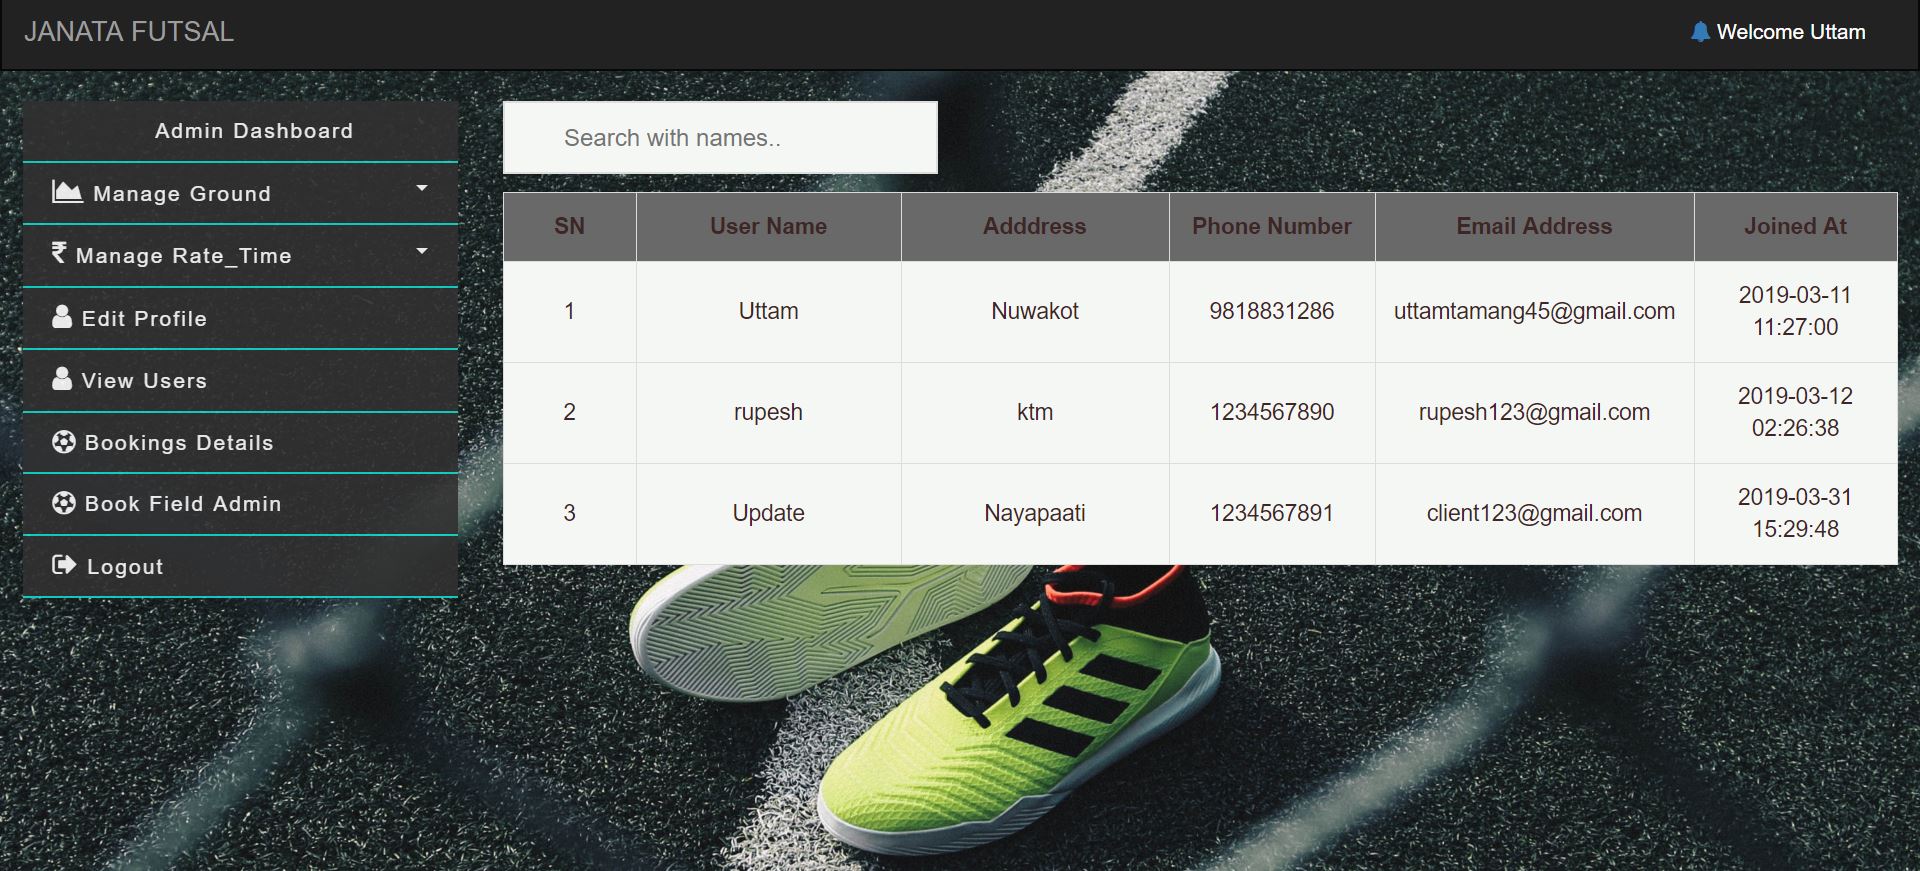 JANATA FUTSAL
Welcome Uttam
Admin Dashboard
Manage Ground
Manage Rate_Time
Edit Profile
View Users
Bookings Details
Book Field Admin
Logout
Search with names..
SN User Name Adddress Phone Number Email Address Joined At
1 Uttam Nuwakot 9818831286 uttamtamang45@gmail.com 2019-03-11
11:27:00
2 rupesh ktm 1234567890 rupesh123@gmail.com 2019-03-12
02:26:38
3 Update Nayapaati 1234567891 client123@gmail.com 2019-03-31
15:29:48